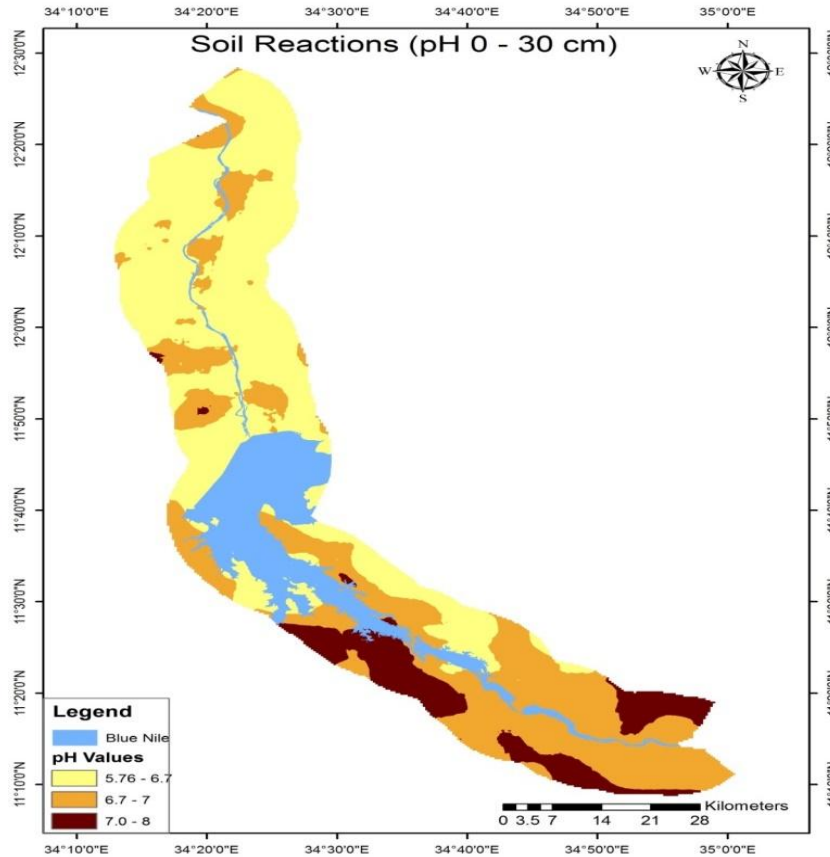 34°10'0"E 34°20'0"E 34°30'0"E 34°40'0"E 34°50'0"E 35°0'0"E
Soil Reactions (pH 0 - 30 cm)
N
W E
S
12°30'0"N
12°20'0"N
12°10'0"N
12°0'0"N
11°50'0"N
11°40'0"N
11°30'0"N
11°20'0"N
11°10'0"N
Legend
Blue Nile
pH Values
5.76 - 6.7
6.7 - 7
7.0 - 8
Kilometers
0 3.5 7 14 21 28
34°10'0"E 34°20'0"E 34°30'0"E 34°40'0"E 34°50'0"E 35°0'0"E